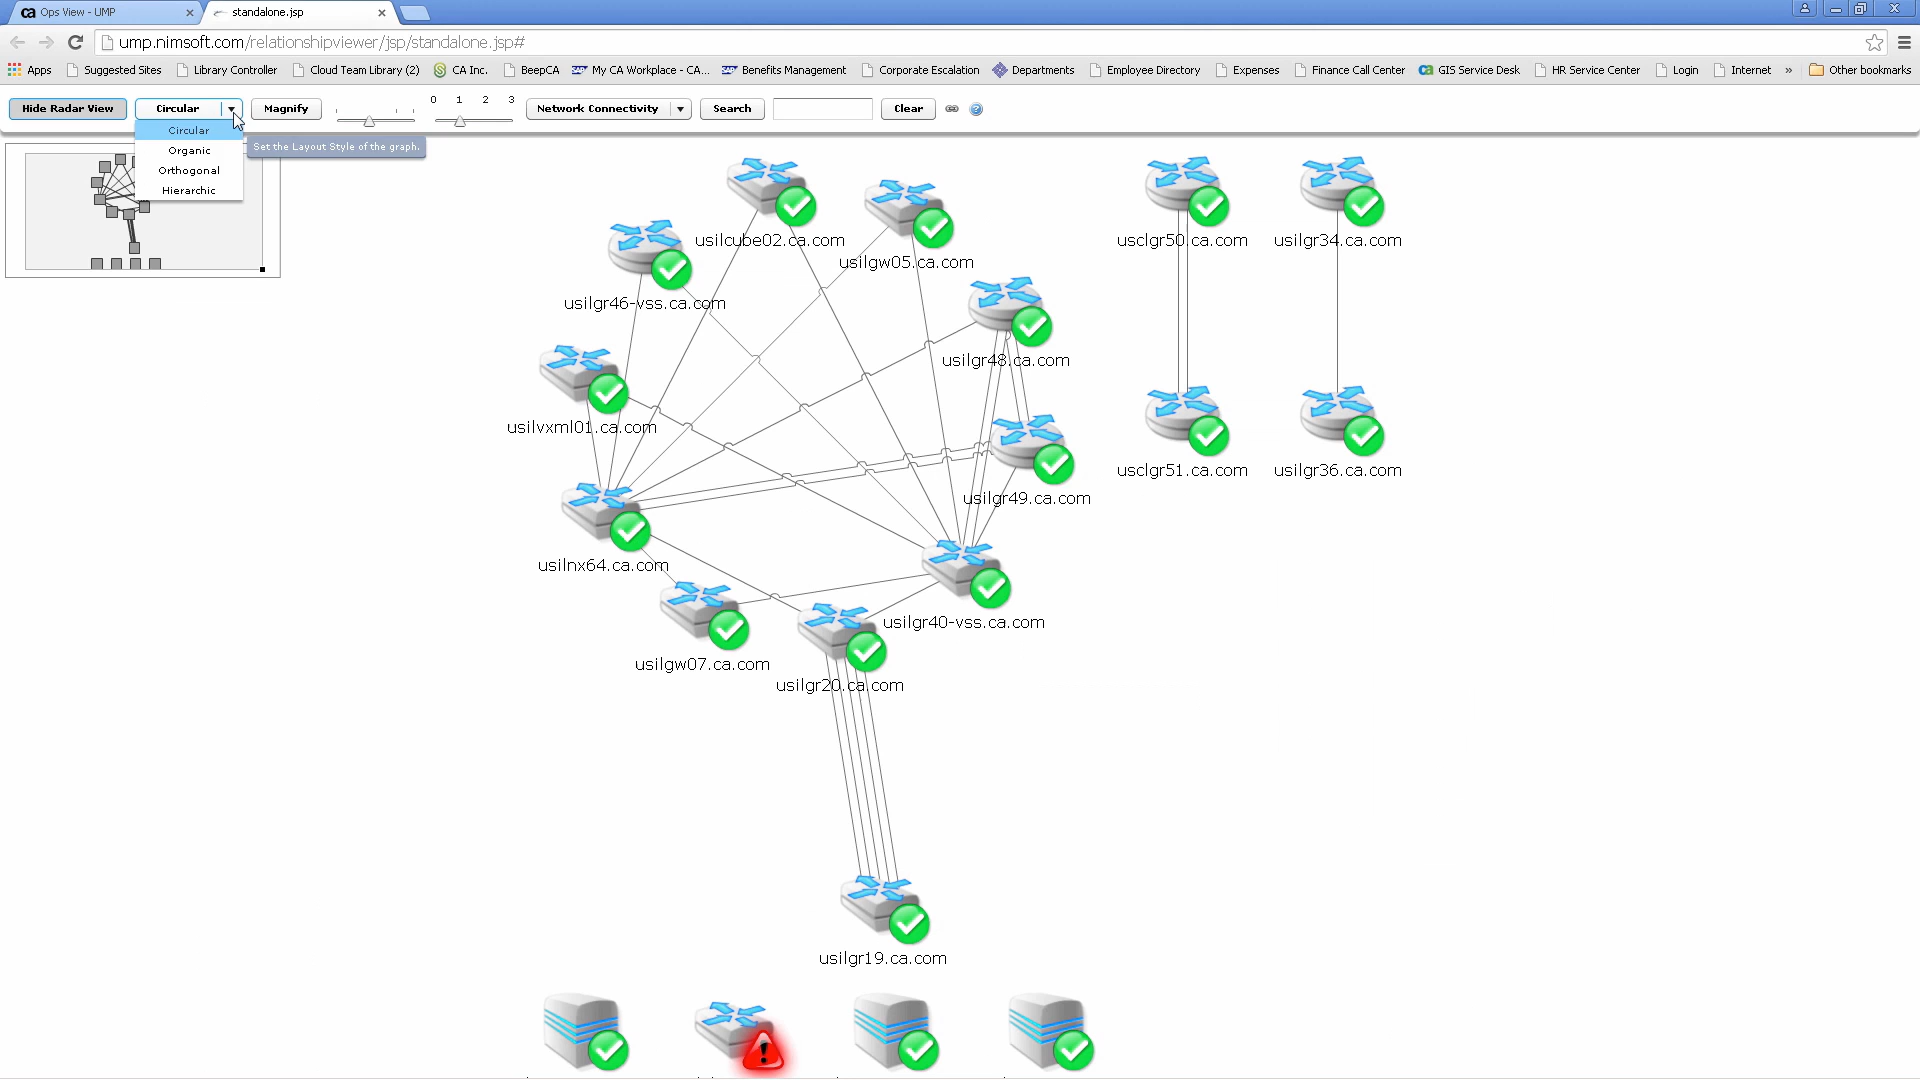 ca Ops View - UMP
standalone.jsp
ump.nimsoft.com/relationshipviewer/jsp/standalone.jsp#
Apps Suggested Sites Library Controller Cloud Team Library (2) CA Inc. BeepCA My CA Workplace - CA... Benefits Management Corporate Escalation Departments Employee Directory Expenses Finance Call Center GIS Service Desk HR Service Center Login Internet » Other bookmarks
Hide Radar View Circular Magnify 0 1 2 3 Network Connectivity Search Clear
Circular
Organic
Orthogonal
Hierarchic
Set the Layout Style of the graph.
usilcube02.ca.com
usclgr50.ca.com
usilgr34.ca.com
usilgw05.ca.com
usilgr46-vss.ca.com
usilgr48.ca.com
usilvxml01.ca.com
usclgr51.ca.com
usilgr36.ca.com
usilgr49.ca.com
usilnx64.ca.com
usilgr40-vss.ca.com
usilgw07.ca.com
usilgr20.ca.com
usilgr19.ca.com